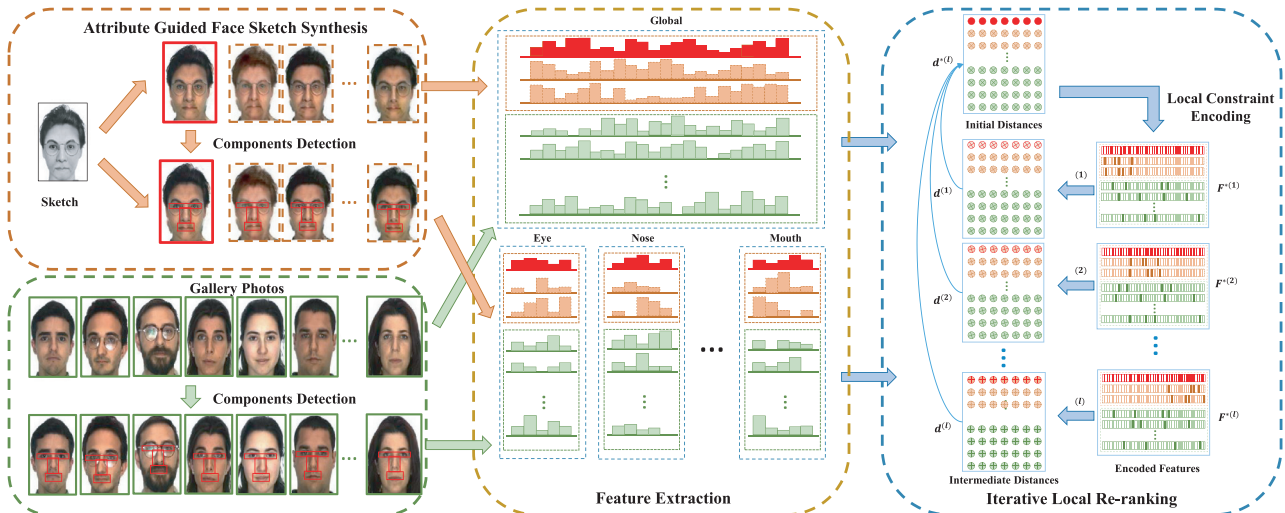 Attribute Guided Face Sketch Synthesis
Components Detection
Sketch
Gallery Photos
Components Detection
Global
Eye
Nose
Mouth
Feature Extraction
d*(l)
Initial Distances
Local Constraint
Encoding
d(1)
(1)
F*(1)
d(2)
(2)
F*(2)
d(l)
(l)
F*(l)
Intermediate Distances
Encoded Features
Iterative Local Re-ranking